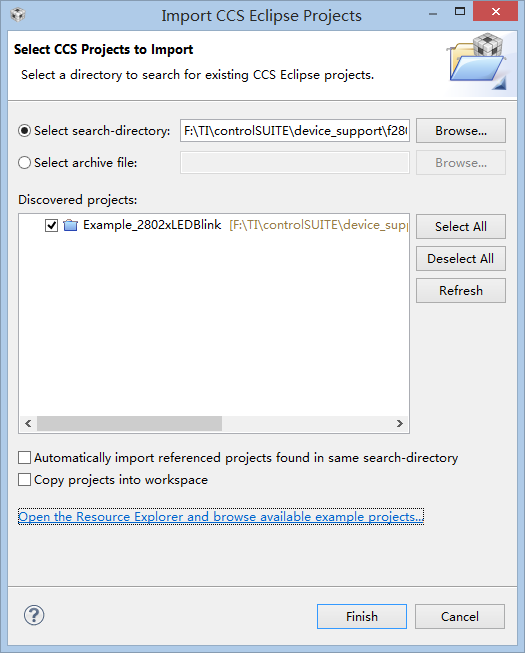 Import CCS Eclipse Projects
Select CCS Projects to Import
Select a directory to search for existing CCS Eclipse projects.
Select search-directory: F:\TI\controlSUITE\device_support\f280 Browse...
Select archive file: Browse...
Discovered projects:
Example_2802xLEDBlink [F:\TI\controlSUITE\device_supp
Select All
Deselect All
Refresh
Automatically import referenced projects found in same search-directory
Copy projects into workspace
Open the Resource Explorer and browse available example projects...
? Finish Cancel